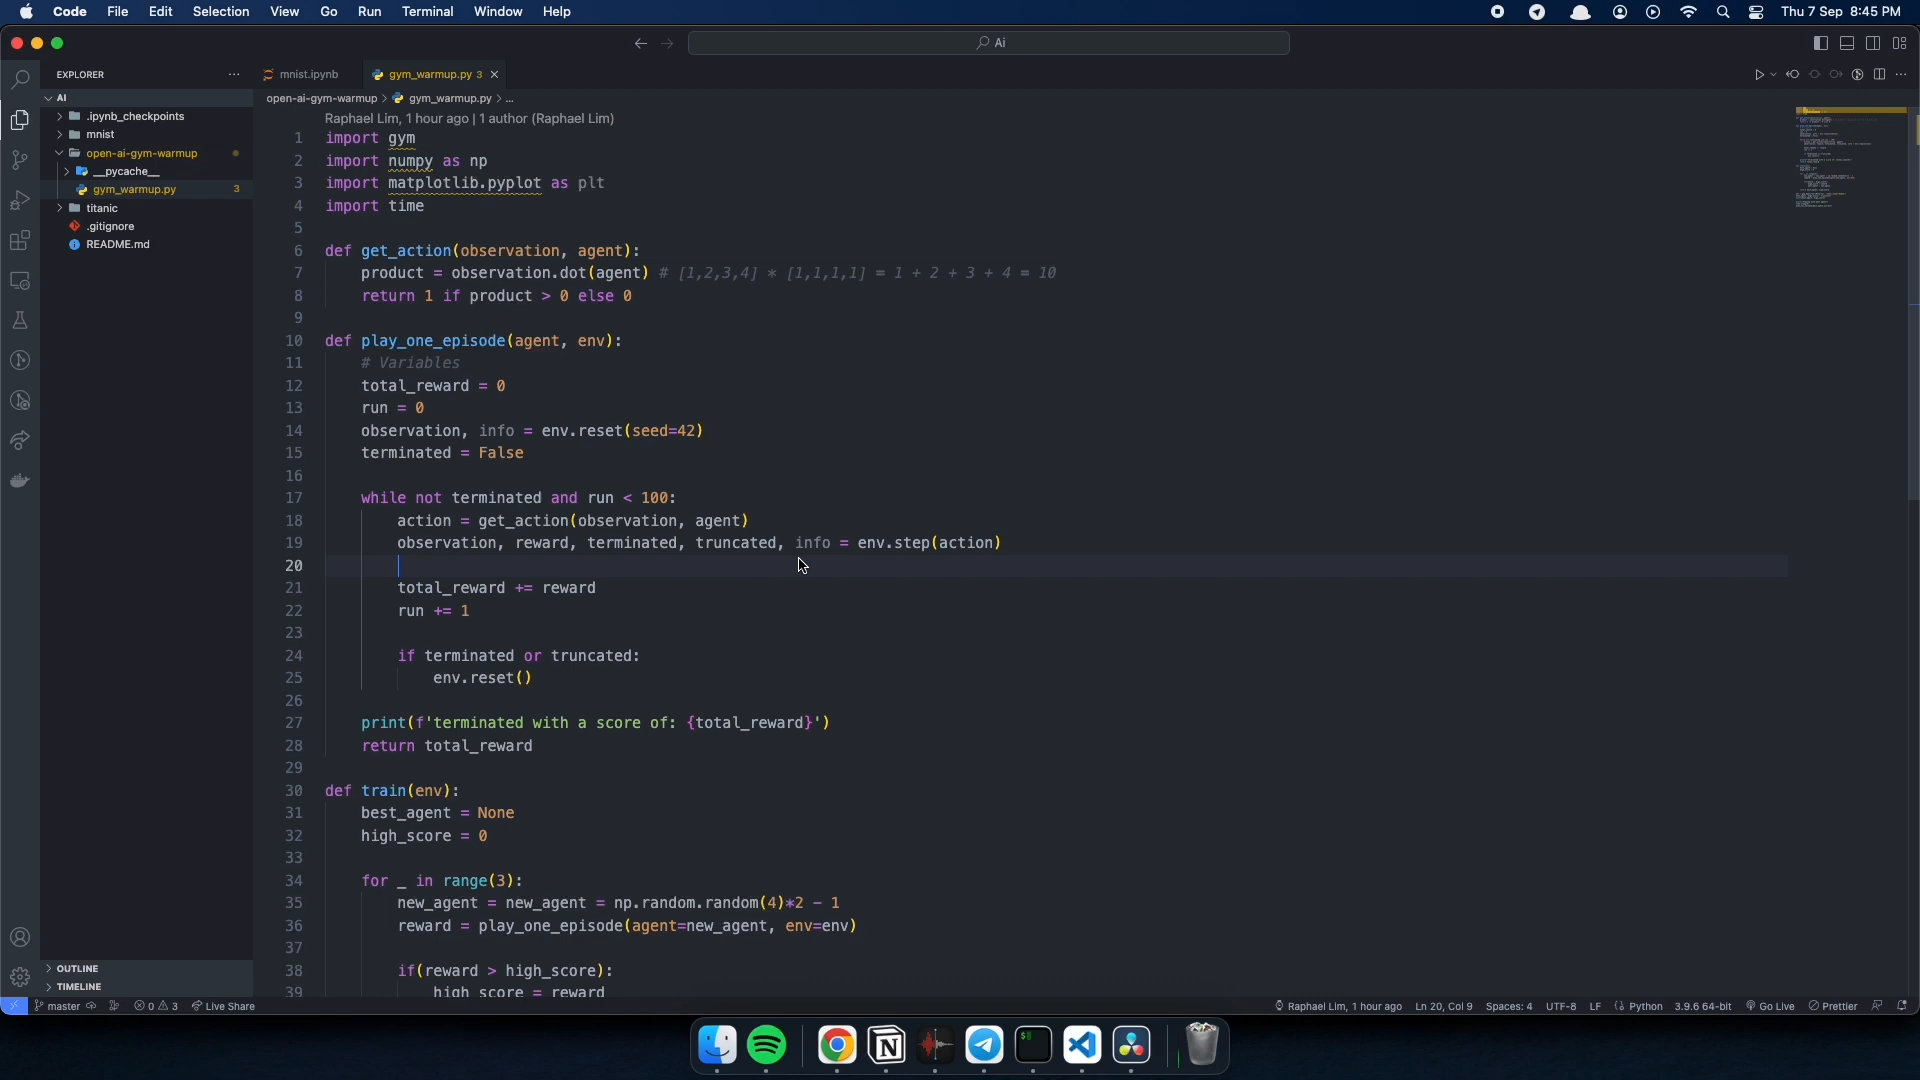 Code File Edit Selection View Go Run Terminal Window Help Thu 7 Sep 8:45 PM
Ai
EXPLORER
AI
.ipynb_checkpoints
mnist
open-ai-gym-warmup
__pycache__
gym_warmup.py 3
titanic
.gitignore
README.md
OUTLINE
TIMELINE
mnist.ipynb gym_warmup.py 3
open-ai-gym-warmup > gym_warmup.py > ...
Raphael Lim, 1 hour ago | 1 author (Raphael Lim)
1 import gym
2 import numpy as np
3 import matplotlib.pyplot as plt
4 import time
5
6 def get_action(observation, agent):
7 product = observation.dot(agent) # [1,2,3,4] * [1,1,1,1] = 1 + 2 + 3 + 4 = 10
8 return 1 if product > 0 else 0
9
10 def play_one_episode(agent, env):
11 # Variables
12 total_reward = 0
13 run = 0
14 observation, info = env.reset(seed=42)
15 terminated = False
16
17 while not terminated and run < 100:
18 action = get_action(observation, agent)
19 observation, reward, terminated, truncated, info = env.step(action)
20
21 total_reward += reward
22 run += 1
23
24 if terminated or truncated:
25 env.reset()
26
27 print(f'terminated with a score of: {total_reward}')
28 return total_reward
29
30 def train(env):
31 best_agent = None
32 high_score = 0
33
34 for _ in range(3):
35 new_agent = new_agent = np.random.random(4)*2 - 1
36 reward = play_one_episode(agent=new_agent, env=env)
37
38 if(reward > high_score):
39 high_score = reward
master 0 3 Live Share Raphael Lim, 1 hour ago Ln 20, Col 9 Spaces: 4 UTF-8 LF Python 3.9.6 64-bit Go Live Prettier